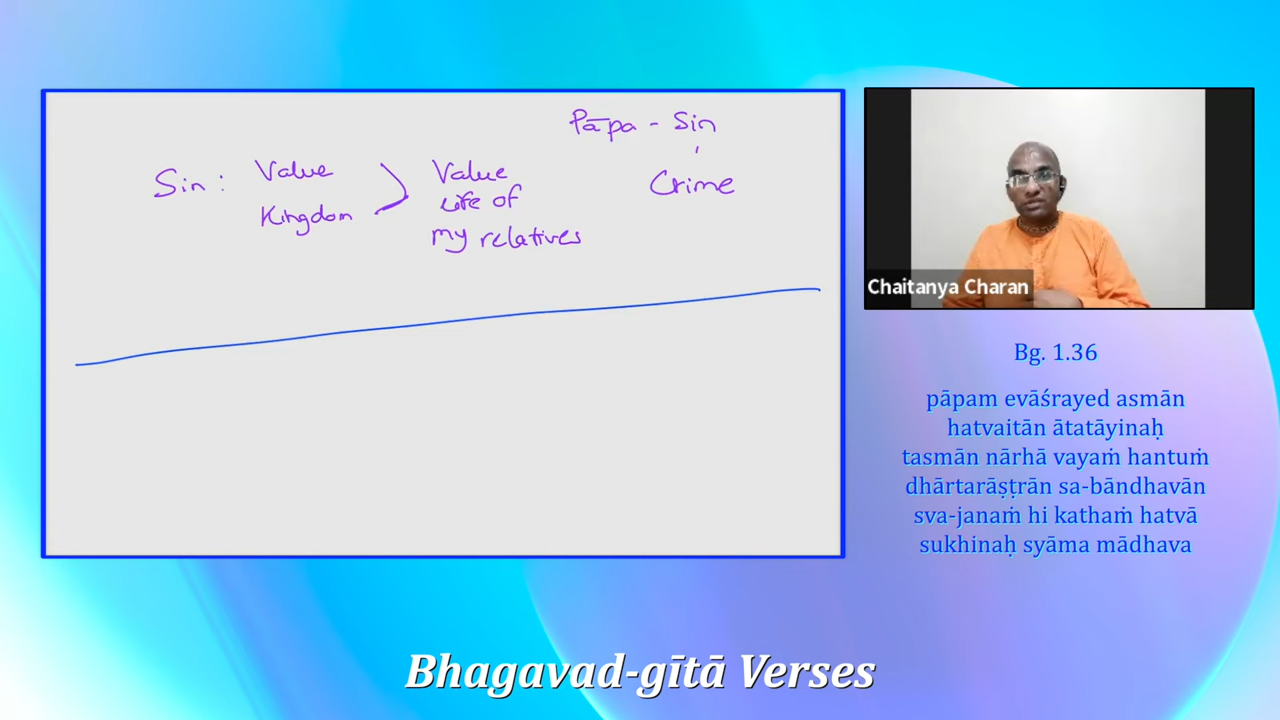 Pāpa - Sin
Crime
Sin : Value > Value
Kingdom life of
my relatives
Chaitanya Charan
Bg. 1.36
pāpam evāśrayed asmān
hatvaitān ātatāyinaḥ
tasmān nārhā vayaṁ hantuṁ
dhārtarāṣṭrān sa-bāndhavān
sva-janaṁ hi kathaṁ hatvā
sukhinaḥ syāma mādhava
Bhagavad-gītā Verses